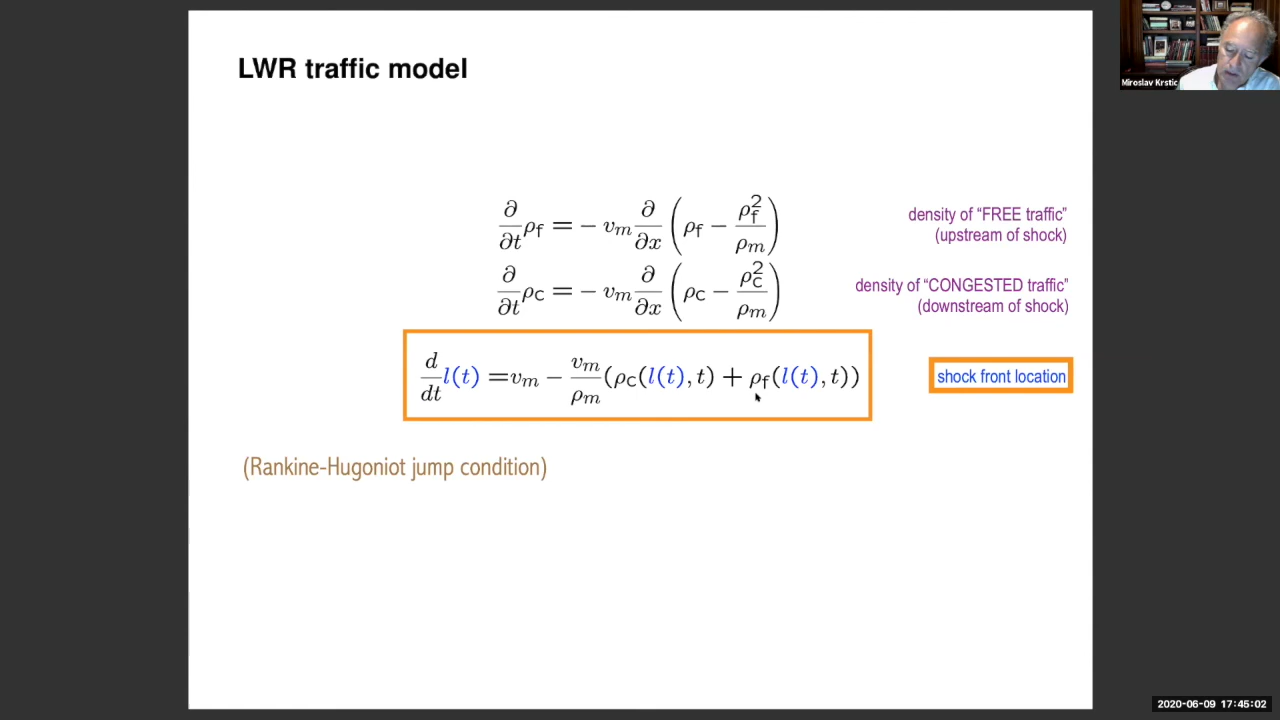 LWR traffic model
Miroslav Krstic
∂/∂t ρf = − vm ∂/∂x (ρf − ρf²/ρm)
density of “FREE traffic”
(upstream of shock)
∂/∂t ρc = − vm ∂/∂x (ρc − ρc²/ρm)
density of “CONGESTED traffic”
(downstream of shock)
d/dt l(t) = vm − vm/ρm (ρc(l(t), t) + ρf(l(t), t))
shock front location
(Rankine-Hugoniot jump condition)
2020-06-09 17:45:02